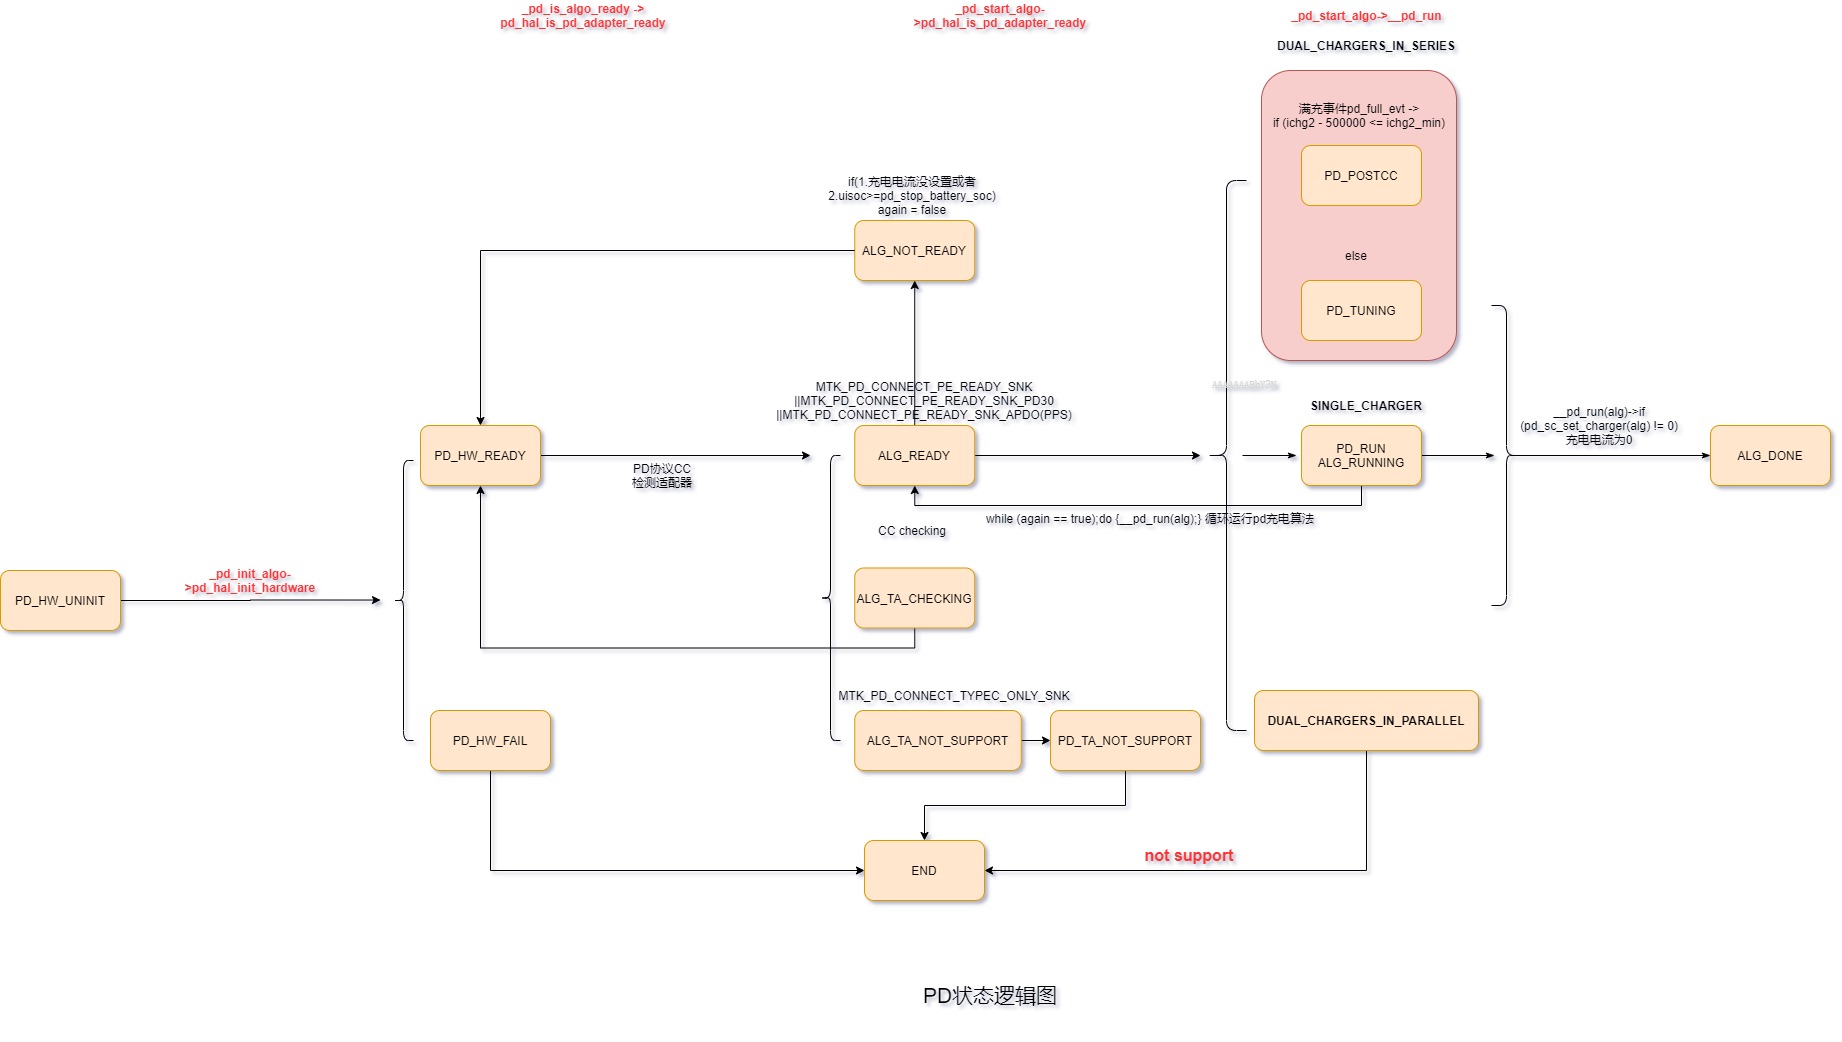 _pd_is_algo_ready ->
pd_hal_is_pd_adapter_ready
_pd_start_algo-
>pd_hal_is_pd_adapter_ready
_pd_start_algo->__pd_run
DUAL_CHARGERS_IN_SERIES
满充事件pd_full_evt ->
if (ichg2 - 500000 <= ichg2_min)
PD_POSTCC
else
PD_TUNING
if(1.充电电流没设置或者
2.uisoc>=pd_stop_battery_soc)
again = false
ALG_NOT_READY
MTK_PD_CONNECT_PE_READY_SNK
||MTK_PD_CONNECT_PE_READY_SNK_PD30
||MTK_PD_CONNECT_PE_READY_SNK_APDO(PPS)
SINGLE_CHARGER
__pd_run(alg)->if
(pd_sc_set_charger(alg) != 0)
充电电流为0
PD_HW_READY
PD协议CC
检测适配器
ALG_READY
PD_RUN
ALG_RUNNING
ALG_DONE
while (again == true);do {__pd_run(alg);} 循环运行pd充电算法
CC checking
_pd_init_algo-
>pd_hal_init_hardware
PD_HW_UNINIT
ALG_TA_CHECKING
MTK_PD_CONNECT_TYPEC_ONLY_SNK
PD_HW_FAIL
ALG_TA_NOT_SUPPORT
PD_TA_NOT_SUPPORT
DUAL_CHARGERS_IN_PARALLEL
not support
END
PD状态逻辑图